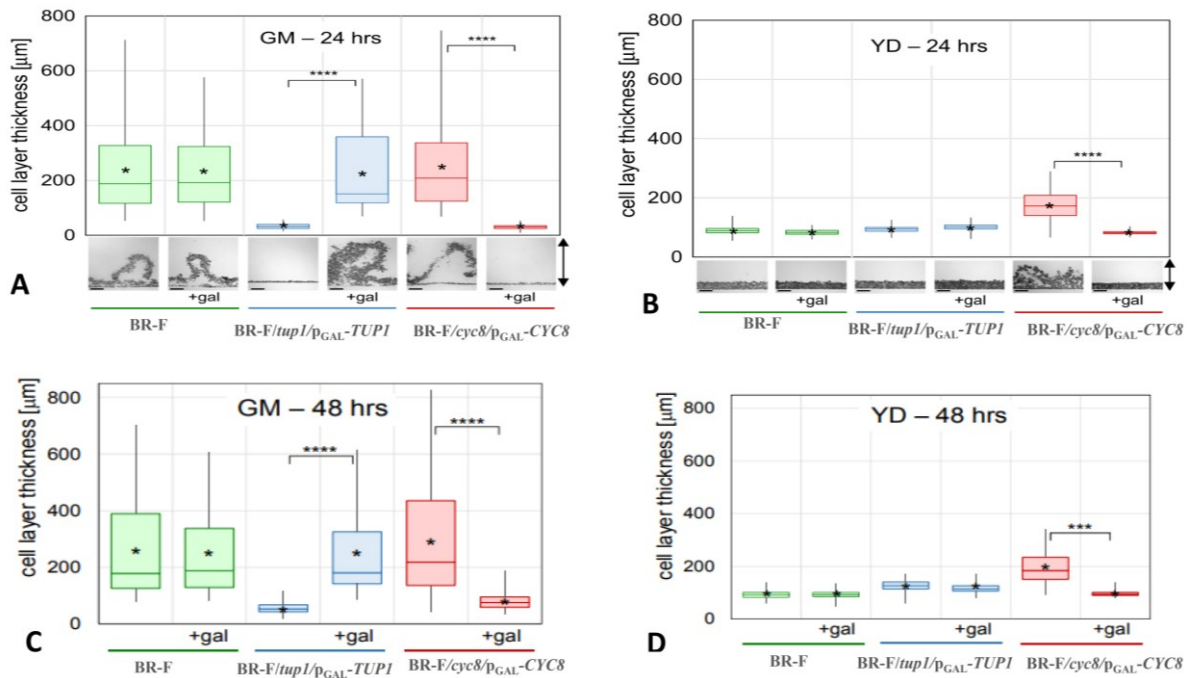 800
GM – 24 hrs
****
600
****
400
cell layer thickness [µm]
200
*
*
*
*
*
*
0
A
+gal
+gal
+gal
BR-F
BR-F/tup1/pGAL-TUP1
BR-F/cyc8/pGAL-CYC8
800
YD – 24 hrs
600
400
****
cell layer thickness [µm]
200
*
*
*
*
*
*
0
B
+gal
+gal
+gal
BR-F
BR-F/tup1/pGAL-TUP1
BR-F/cyc8/pGAL-CYC8
800
GM – 48 hrs
****
600
****
400
cell layer thickness [µm]
200
*
*
*
*
*
*
0
C
+gal
+gal
+gal
BR-F
BR-F/tup1/pGAL-TUP1
BR-F/cyc8/pGAL-CYC8
800
YD – 48 hrs
600
400
***
cell layer thickness [µm]
200
*
*
*
*
*
*
0
D
+gal
+gal
+gal
BR-F
BR-F/tup1/pGAL-TUP1
BR-F/cyc8/pGAL-CYC8